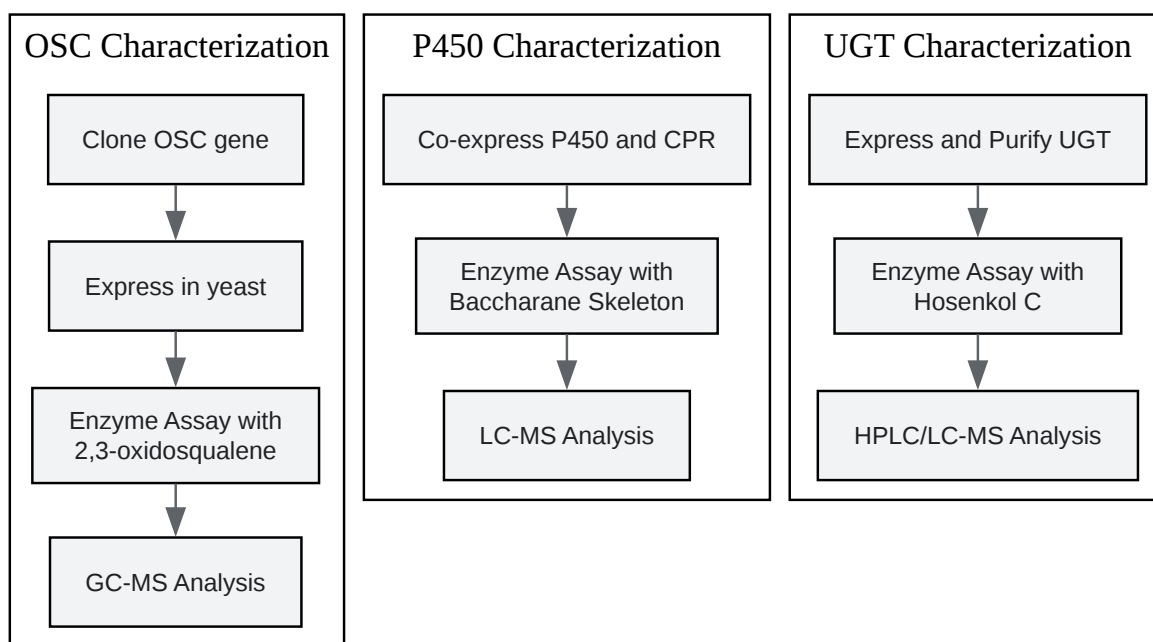 OSC Characterization
Clone OSC gene
Express in yeast
Enzyme Assay with
2,3-oxidosqualene
GC-MS Analysis
P450 Characterization
Co-express P450 and CPR
Enzyme Assay with
Baccharane Skeleton
LC-MS Analysis
UGT Characterization
Express and Purify UGT
Enzyme Assay with
Hosenkol C
HPLC/LC-MS Analysis